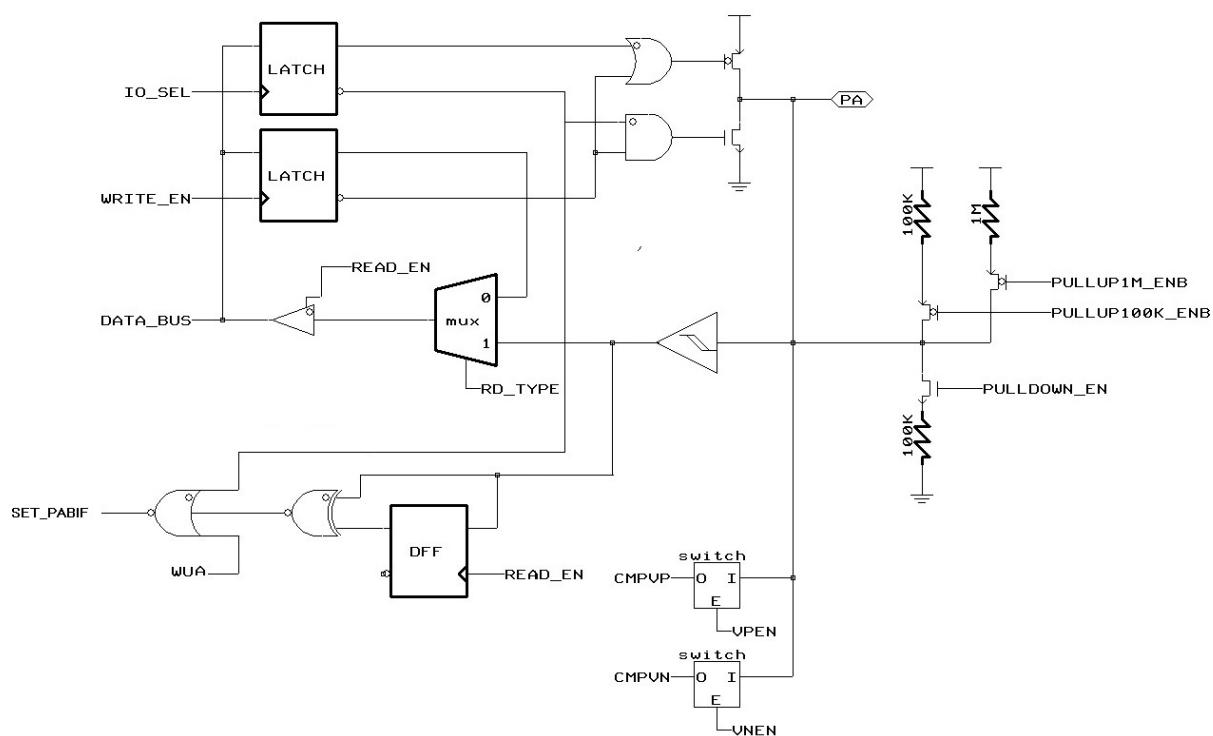 LATCH
IO_SEL
PA
LATCH
WRITE_EN
100K
1M
READ_EN
PULLUP1M_ENB
0
PULLUP100K_ENB
DATA_BUS
mux
1
RD_TYPE
PULLDOWN_EN
100K
SET_PABIF
DFF
WUA
READ_EN
switch
CMPVP
O I
E
VPEN
switch
CMPVN
O I
E
VNEN